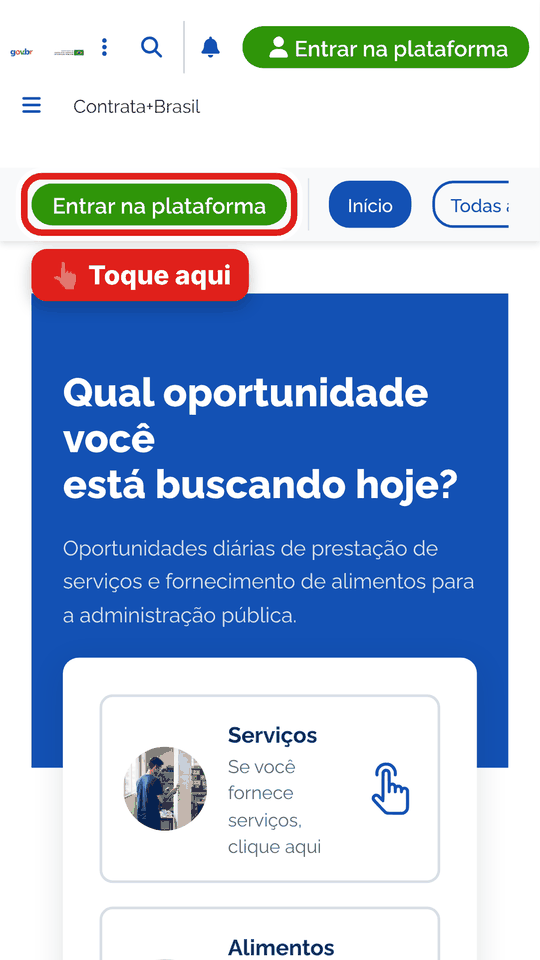 gov.br
Entrar na plataforma
Contrata+Brasil
Entrar na plataforma
Início
Todas
Toque aqui
Qual oportunidade
você
está buscando hoje?
Oportunidades diárias de prestação de
serviços e fornecimento de alimentos para
a administração pública.
Serviços
Se você
fornece
serviços,
clique aqui
Alimentos